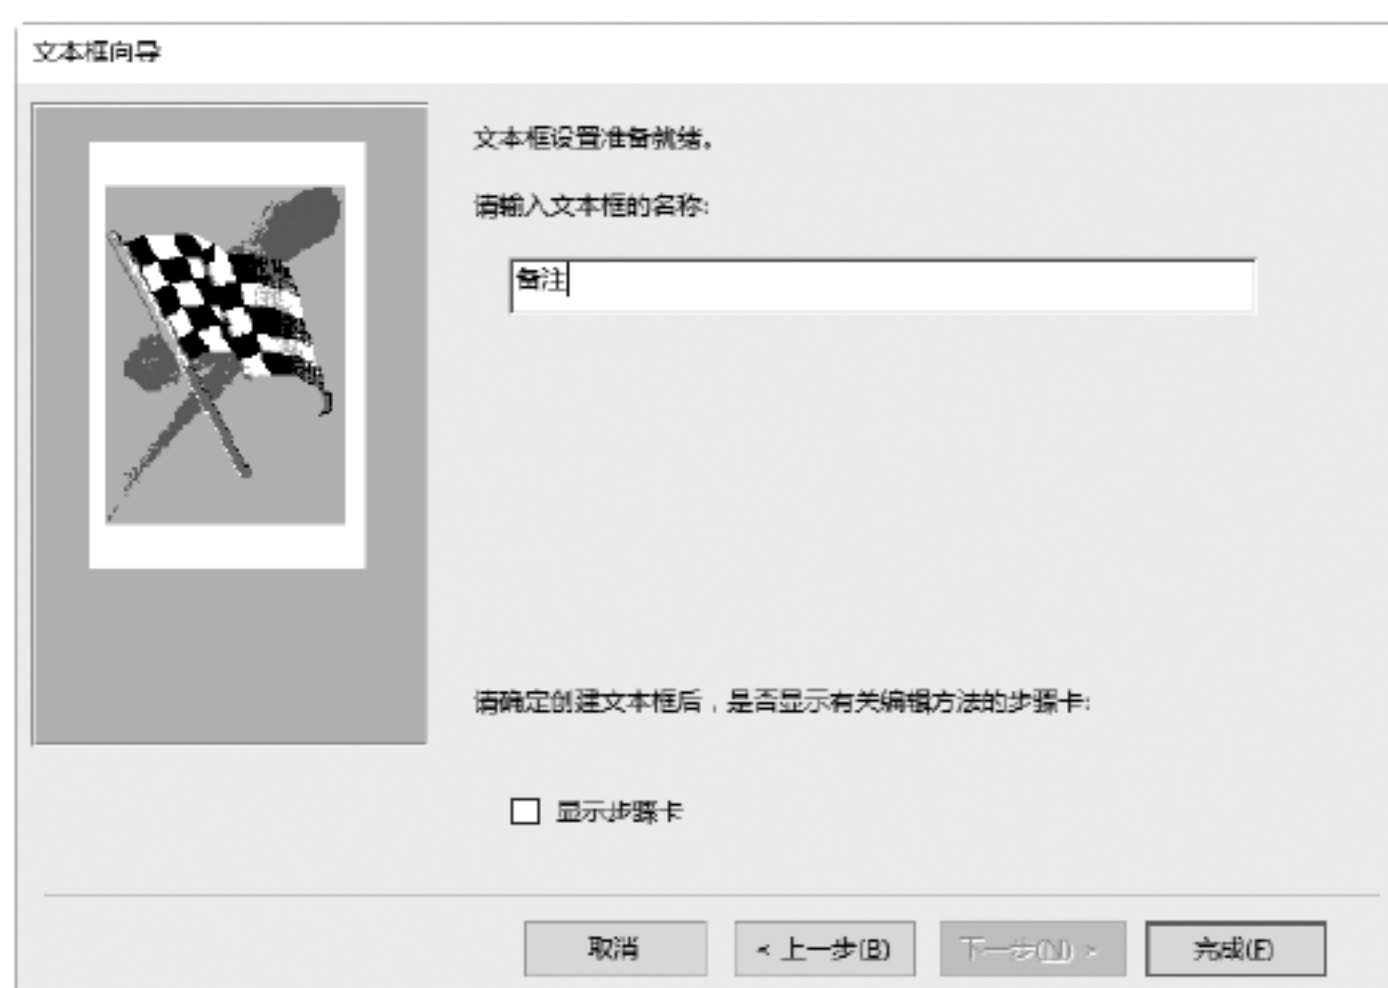 文本框向导
文本框设置准备就绪。
请输入文本框的名称:
备注
请确定创建文本框后，是否显示有关编辑方法的步骤卡:
显示步骤卡
取消
< 上一步(B)
下一步(N) >
完成(F)